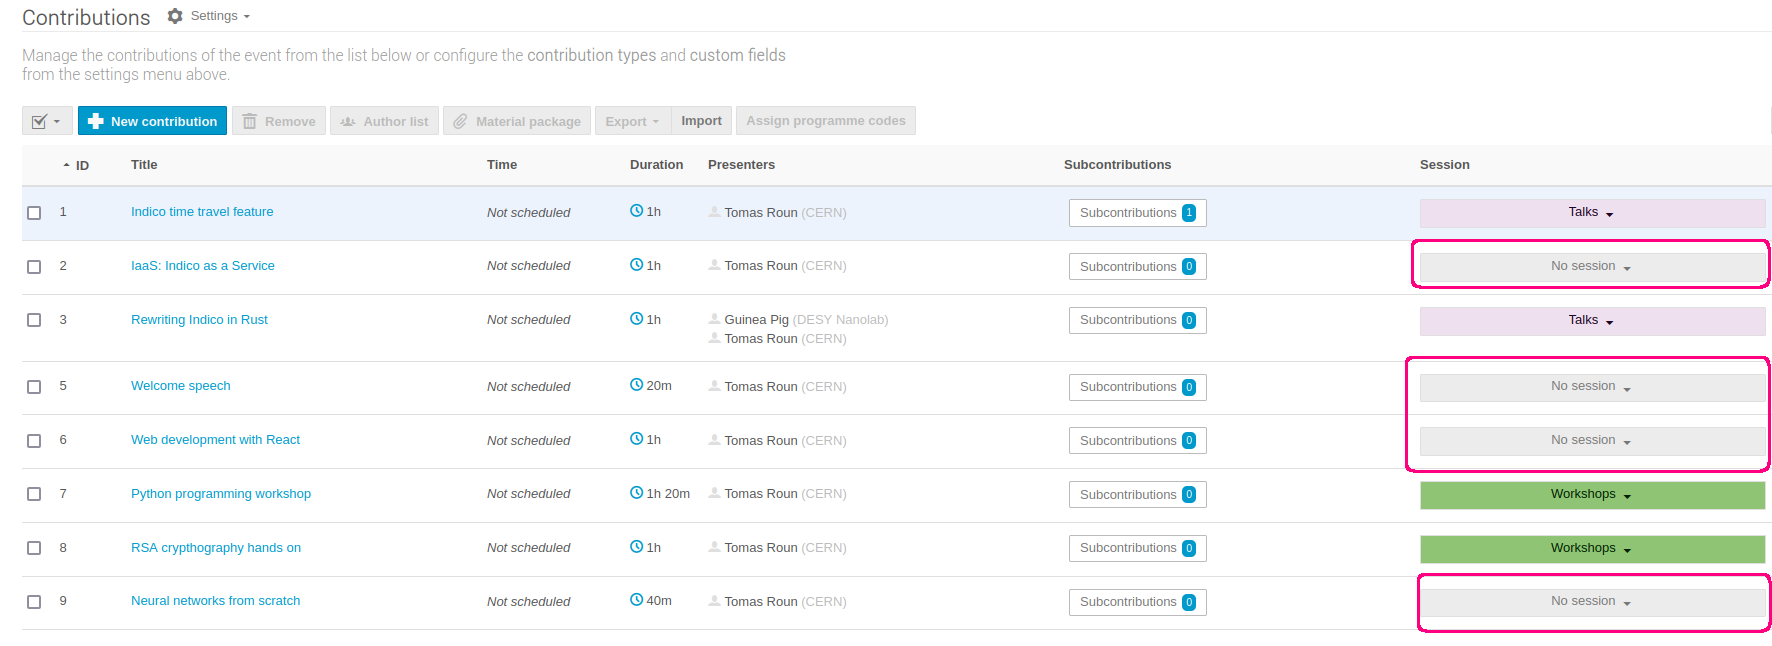 Contributions Settings
Manage the contributions of the event from the list below or configure the contribution types and custom fields
from the settings menu above.
New contribution Remove Author list Material package Export Import Assign programme codes
ID Title Time Duration Presenters Subcontributions Session
1 Indico time travel feature Not scheduled 1h Tomas Roun (CERN) Subcontributions 1 Talks
2 IaaS: Indico as a Service Not scheduled 1h Tomas Roun (CERN) Subcontributions 0 No session
3 Rewriting Indico in Rust Not scheduled 1h Guinea Pig (DESY Nanolab) Subcontributions 0 Talks
Tomas Roun (CERN)
5 Welcome speech Not scheduled 20m Tomas Roun (CERN) Subcontributions 0 No session
6 Web development with React Not scheduled 1h Tomas Roun (CERN) Subcontributions 0 No session
7 Python programming workshop Not scheduled 1h 20m Tomas Roun (CERN) Subcontributions 0 Workshops
8 RSA crypthography hands on Not scheduled 1h Tomas Roun (CERN) Subcontributions 0 Workshops
9 Neural networks from scratch Not scheduled 40m Tomas Roun (CERN) Subcontributions 0 No session